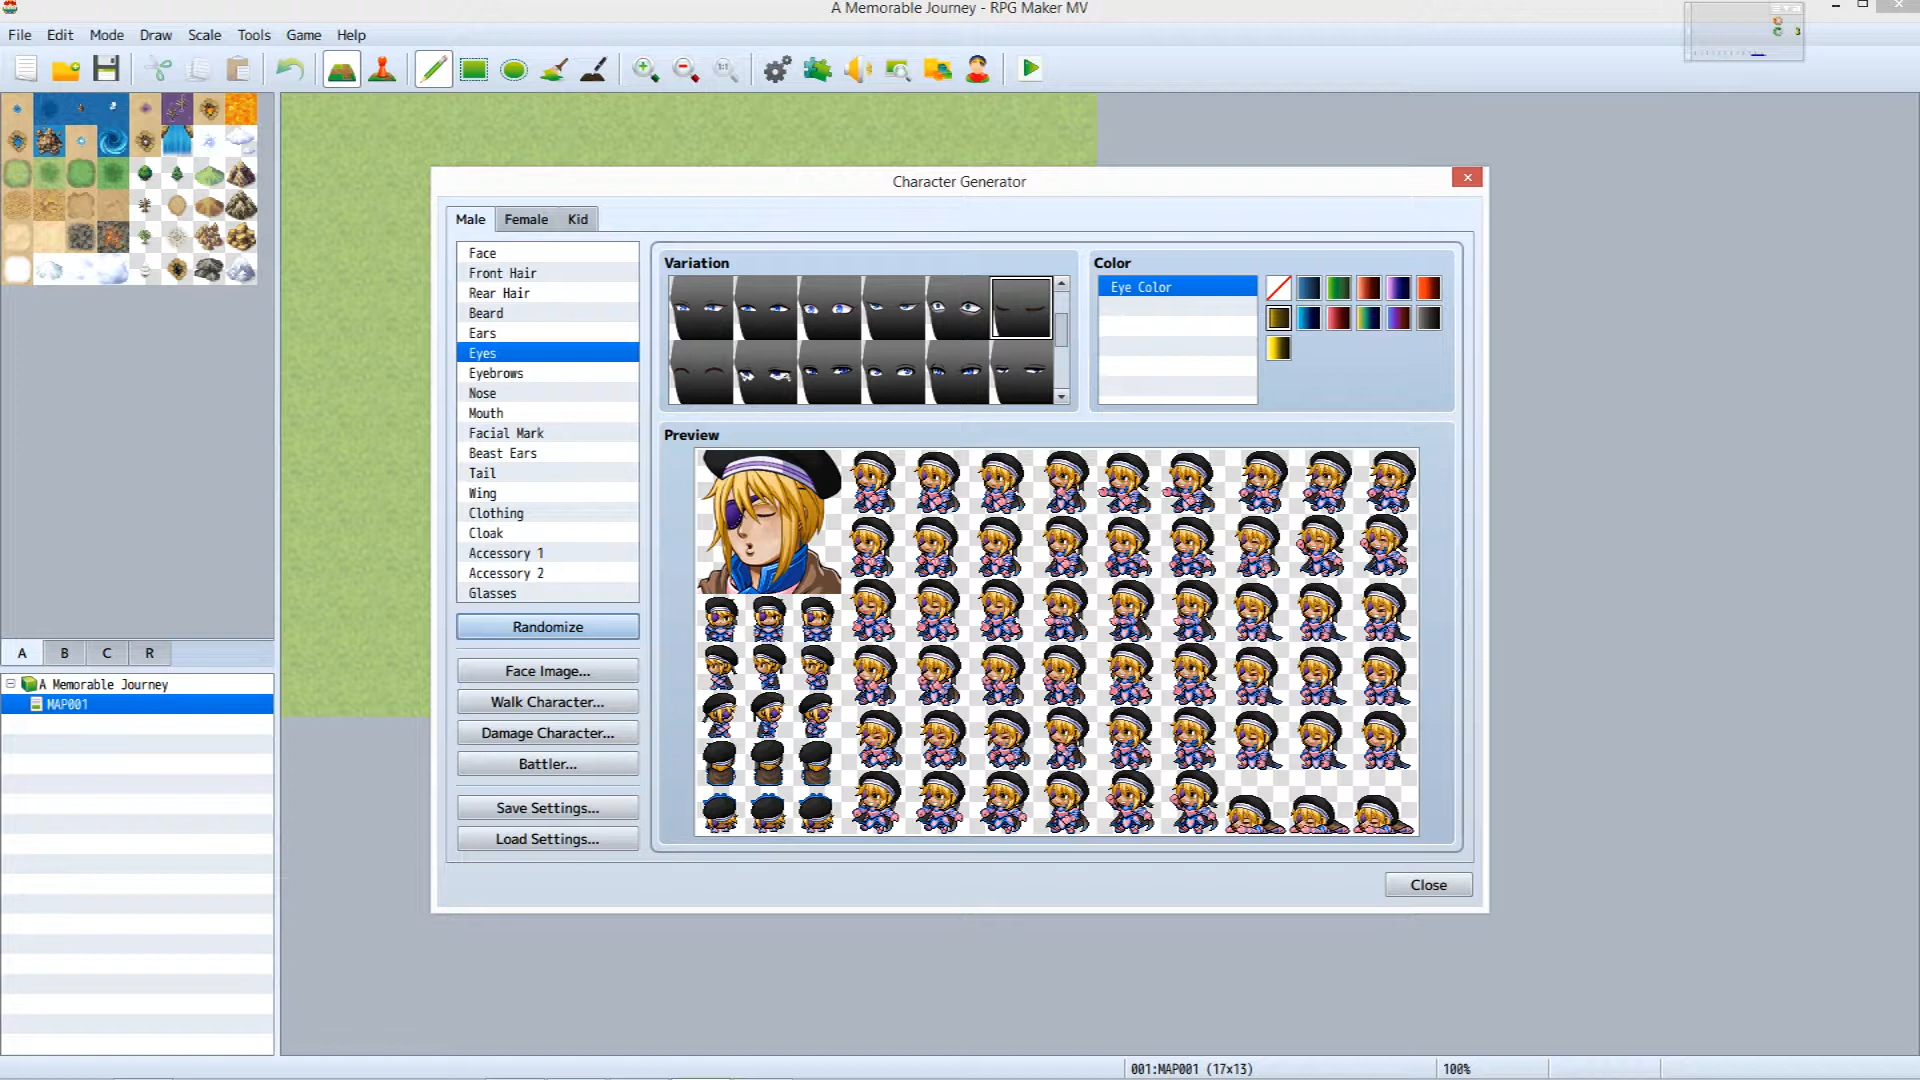 A Memorable Journey - RPG Maker MV
File Edit Mode Draw Scale Tools Game Help
1:1
3
Character Generator
Male Female Kid
Face
Front Hair
Rear Hair
Beard
Ears
Eyes
Eyebrows
Nose
Mouth
Facial Mark
Beast Ears
Tail
Wing
Clothing
Cloak
Accessory 1
Accessory 2
Glasses
Randomize
Face Image...
Walk Character...
Damage Character...
Battler...
Save Settings...
Load Settings...
Variation
Color
Eye Color
Preview
Close
A B C R
A Memorable Journey
MAP001
001:MAP001 (17x13) 100%